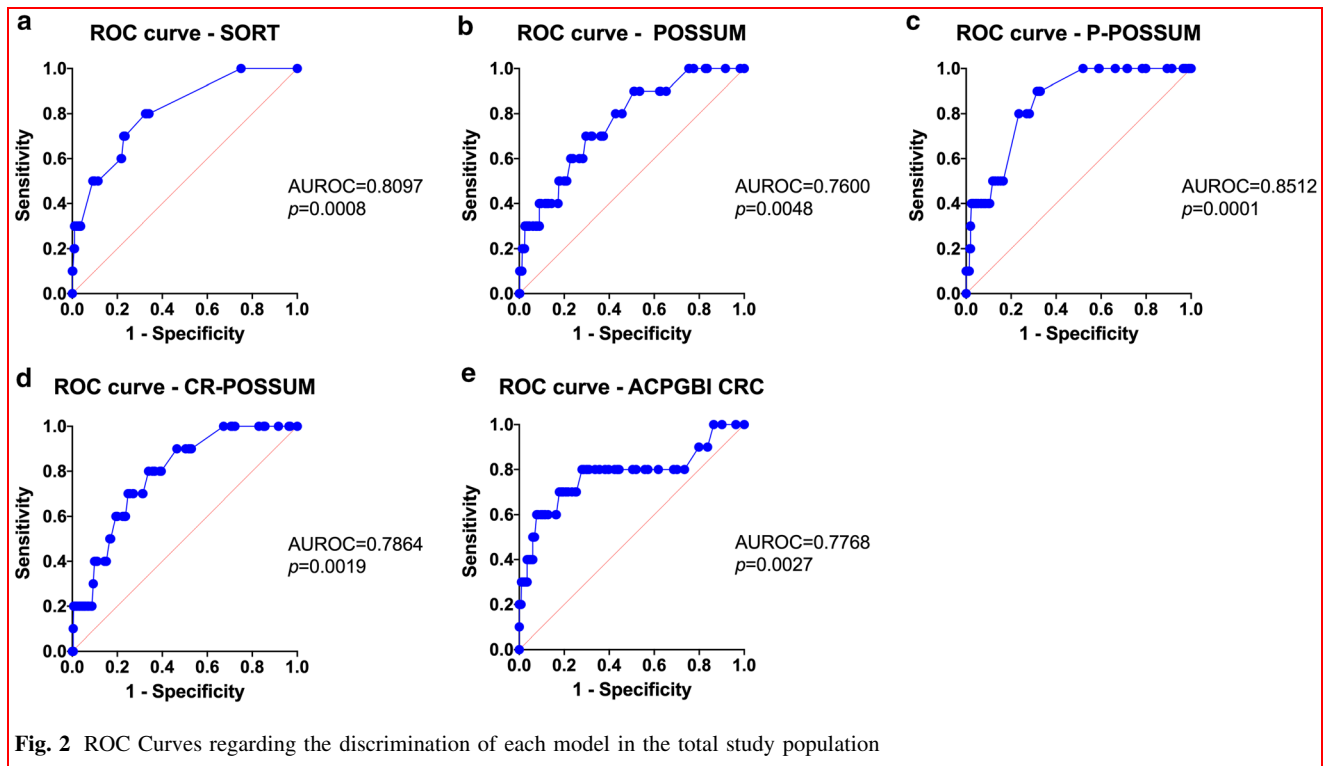 a
ROC curve - SORT
Sensitivity
1.0
0.8
0.6
0.4
0.2
0.0
0.0 0.2 0.4 0.6 0.8 1.0
1 - Specificity
AUROC=0.8097
p=0.0008
b
ROC curve - POSSUM
Sensitivity
1.0
0.8
0.6
0.4
0.2
0.0
0.0 0.2 0.4 0.6 0.8 1.0
1 - Specificity
AUROC=0.7600
p=0.0048
c
ROC curve - P-POSSUM
Sensitivity
1.0
0.8
0.6
0.4
0.2
0.0
0.0 0.2 0.4 0.6 0.8 1.0
1 - Specificity
AUROC=0.8512
p=0.0001
d
ROC curve - CR-POSSUM
Sensitivity
1.0
0.8
0.6
0.4
0.2
0.0
0.0 0.2 0.4 0.6 0.8 1.0
1 - Specificity
AUROC=0.7864
p=0.0019
e
ROC curve - ACPGBI CRC
Sensitivity
1.0
0.8
0.6
0.4
0.2
0.0
0.0 0.2 0.4 0.6 0.8 1.0
1 - Specificity
AUROC=0.7768
p=0.0027
Fig. 2 ROC Curves regarding the discrimination of each model in the total study population